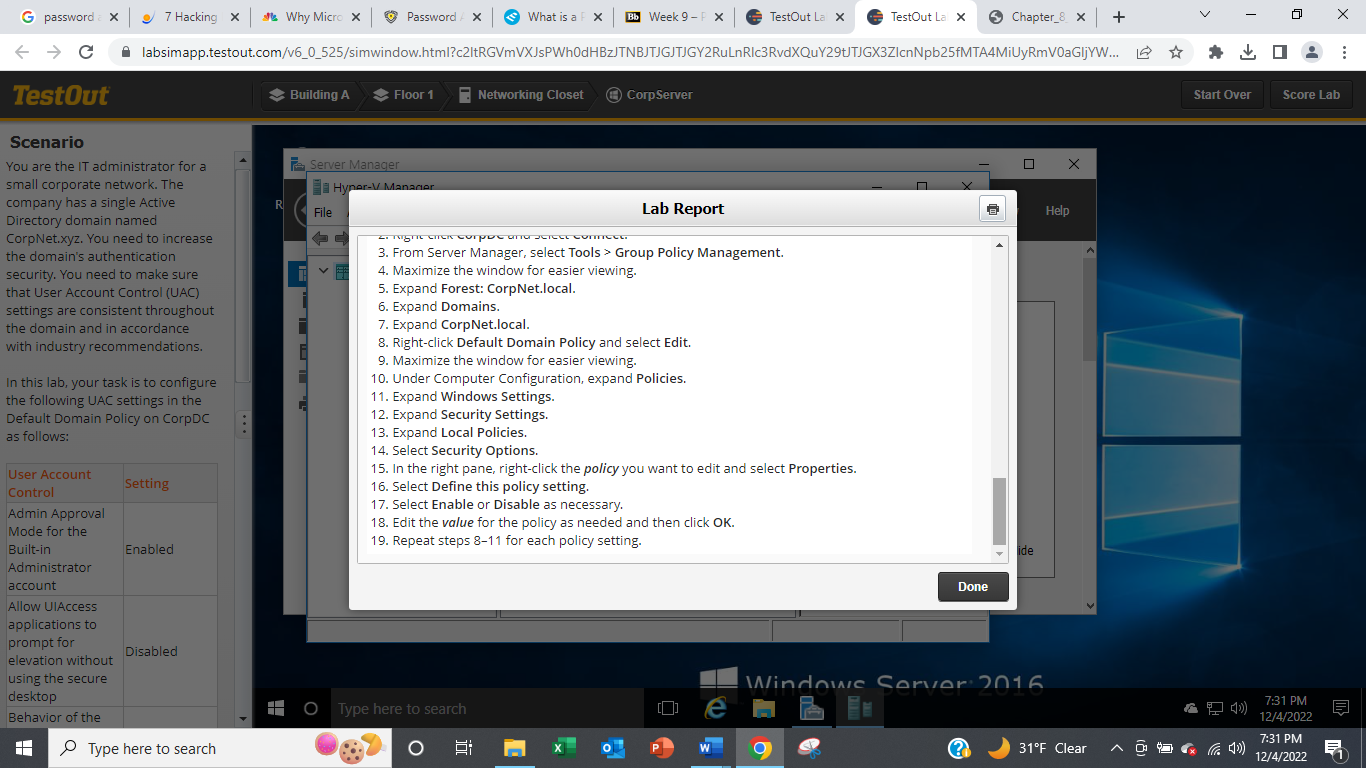 password a
7 Hacking
Why Micro
Password A
What is a P
Week 9 – P
TestOut La
TestOut La
Chapter_8_
labsimapp.testout.com/v6_0_525/simwindow.html?
TestOut
Building A
Floor 1
Networking Closet
CorpServer
Start Over
Score Lab
Scenario
You are the IT administrator for a
small corporate network. The
company has a single Active
Directory domain named
CorpNet.xyz. You need to increase
the domain's authentication
security. You need to make sure
that User Account Control (UAC)
settings are consistent throughout
the domain and in accordance
with industry recommendations.
In this lab, your task is to configure
the following UAC settings in the
Default Domain Policy on CorpDC
as follows:
User Account
Control
Setting
Admin Approval
Mode for the
Built-in
Administrator
account
Enabled
Allow UIAccess
applications to
prompt for
elevation without
using the secure
desktop
Disabled
Behavior of the
Server Manager
Hyper-V Manager
File
Help
Lab Report
2. Right-click CorpDC and select Connect.
3. From Server Manager, select Tools > Group Policy Management.
4. Maximize the window for easier viewing.
5. Expand Forest: CorpNet.local.
6. Expand Domains.
7. Expand CorpNet.local.
8. Right-click Default Domain Policy and select Edit.
9. Maximize the window for easier viewing.
10. Under Computer Configuration, expand Policies.
11. Expand Windows Settings.
12. Expand Security Settings.
13. Expand Local Policies.
14. Select Security Options.
15. In the right pane, right-click the policy you want to edit and select Properties.
16. Select Define this policy setting.
17. Select Enable or Disable as necessary.
18. Edit the value for the policy as needed and then click OK.
19. Repeat steps 8–11 for each policy setting.
ide
Done
Windows Server 2016
Type here to search
7:31 PM
12/4/2022
Type here to search
31°F Clear
7:31 PM
12/4/2022
1